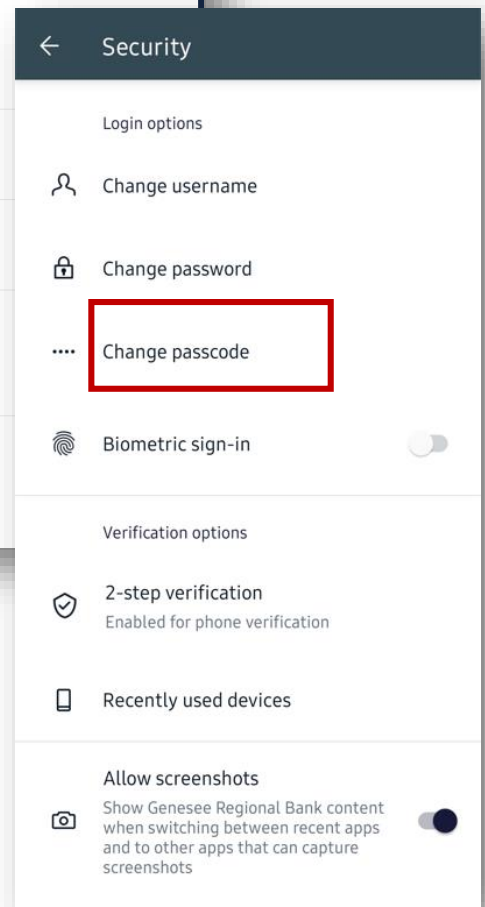 Security
Login options
Change username
Change password
Change passcode
Biometric sign-in
Verification options
2-step verification
Enabled for phone verification
Recently used devices
Allow screenshots
Show Genesee Regional Bank content
when switching between recent apps
and to other apps that can capture
screenshots